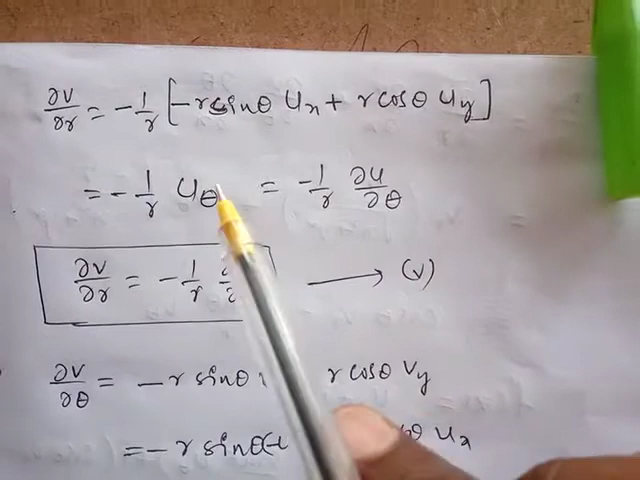 ∂v/∂r = -1/r [-r sinθ u_x + r cosθ u_y]
= -1/r u_θ = -1/r ∂u/∂θ
∂v/∂r = -1/r ⟶ (v)
∂v/∂θ = - r sinθ r cosθ v_y
= - r sinθ(- u_x